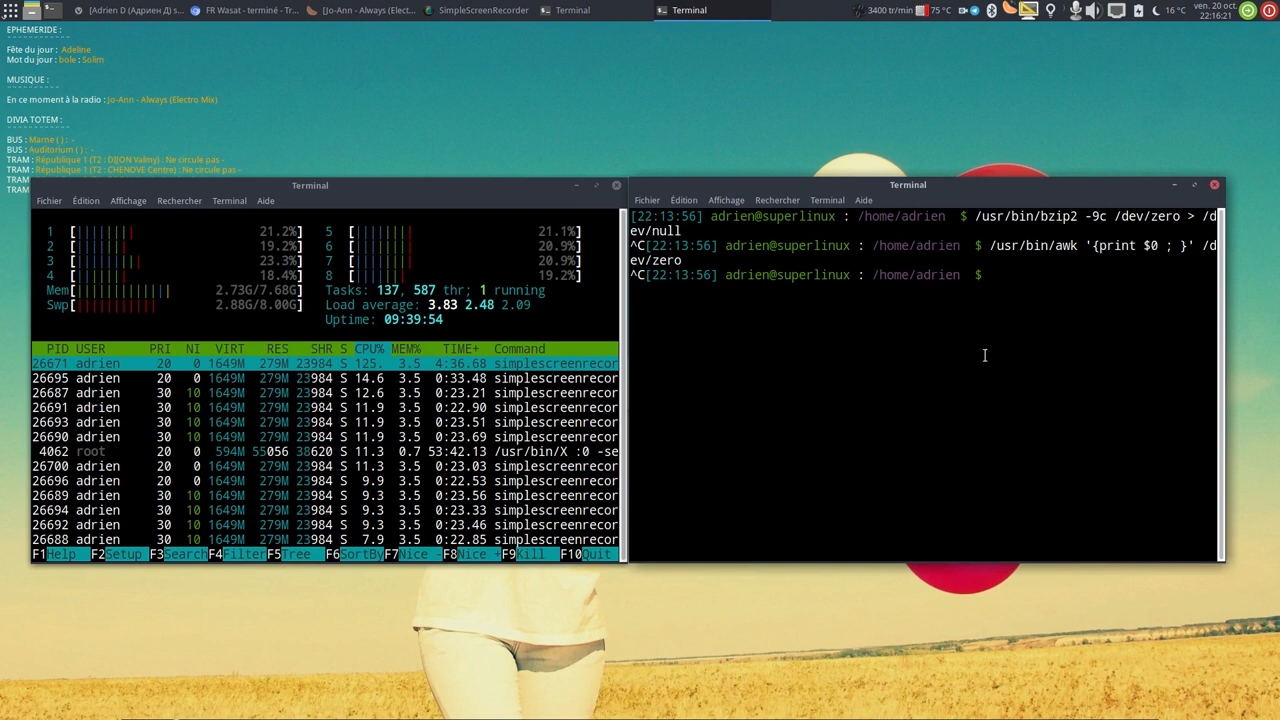 [Adrien D (Адриен Д) s...
FR Wasat - terminé - Tr...
[Jo-Ann - Always (Elect...
SimpleScreenRecorder
Terminal
Terminal
3400 tr/min
75 °C
16 °C
ven. 20 oct.
22:16:21
EPHEMERIDE :
Fête du jour : Adeline
Mot du jour : bole : Solim
MUSIQUE :
En ce moment à la radio : Jo-Ann - Always (Electro Mix)
DIVIA TOTEM :
BUS : Marne ( ) : -
BUS : Auditorium ( ) : -
TRAM : République 1 (T2 : DIJON Valmy) : Ne circule pas -
TRAM : République 1 (T2 : CHENOVE Centre) : Ne circule pas -
TRAM
TRAM
Terminal
Fichier Édition Affichage Rechercher Terminal Aide
1 [ 21.2%] 5 [ 21.1%]
2 [ 19.2%] 6 [ 20.9%]
3 [ 23.3%] 7 [ 20.9%]
4 [ 18.4%] 8 [ 19.2%]
Mem[ 2.73G/7.68G] Tasks: 137, 587 thr; 1 running
Swp[ 2.88G/8.00G] Load average: 3.83 2.48 2.09
Uptime: 09:39:54
PID USER PRI NI VIRT RES SHR S CPU% MEM% TIME+ Command
26671 adrien 20 0 1649M 279M 23984 S 125. 3.5 4:36.68 simplescreenrecor
26695 adrien 20 0 1649M 279M 23984 S 14.6 3.5 0:33.48 simplescreenrecor
26687 adrien 30 10 1649M 279M 23984 S 12.6 3.5 0:23.21 simplescreenrecor
26691 adrien 30 10 1649M 279M 23984 S 11.9 3.5 0:22.90 simplescreenrecor
26693 adrien 30 10 1649M 279M 23984 S 11.9 3.5 0:23.51 simplescreenrecor
26690 adrien 30 10 1649M 279M 23984 S 11.9 3.5 0:23.69 simplescreenrecor
4062 root 20 0 594M 55056 38620 S 11.3 0.7 53:42.13 /usr/bin/X :0 -se
26700 adrien 20 0 1649M 279M 23984 S 11.3 3.5 0:23.03 simplescreenrecor
26696 adrien 20 0 1649M 279M 23984 S 9.9 3.5 0:22.53 simplescreenrecor
26689 adrien 30 10 1649M 279M 23984 S 9.3 3.5 0:23.56 simplescreenrecor
26694 adrien 30 10 1649M 279M 23984 S 9.3 3.5 0:23.33 simplescreenrecor
26692 adrien 30 10 1649M 279M 23984 S 9.3 3.5 0:23.46 simplescreenrecor
26688 adrien 30 10 1649M 279M 23984 S 7.9 3.5 0:22.85 simplescreenrecor
F1Help F2Setup F3SearchF4FilterF5Tree F6SortByF7Nice -F8Nice +F9Kill F10Quit
Terminal
Fichier Édition Affichage Rechercher Terminal Aide
[22:13:56] adrien@superlinux : /home/adrien $ /usr/bin/bzip2 -9c /dev/zero > /d
ev/null
^C[22:13:56] adrien@superlinux : /home/adrien $ /usr/bin/awk '{print $0 ; }' /d
ev/zero
^C[22:13:56] adrien@superlinux : /home/adrien $